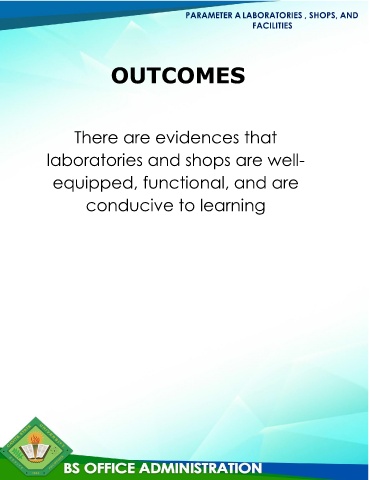 PARAMETER A LABORATORIES , SHOPS, AND
FACILITIES
OUTCOMES
There are evidences that
laboratories and shops are well-
equipped, functional, and are
conducive to learning
BS OFFICE ADMINISTRATION